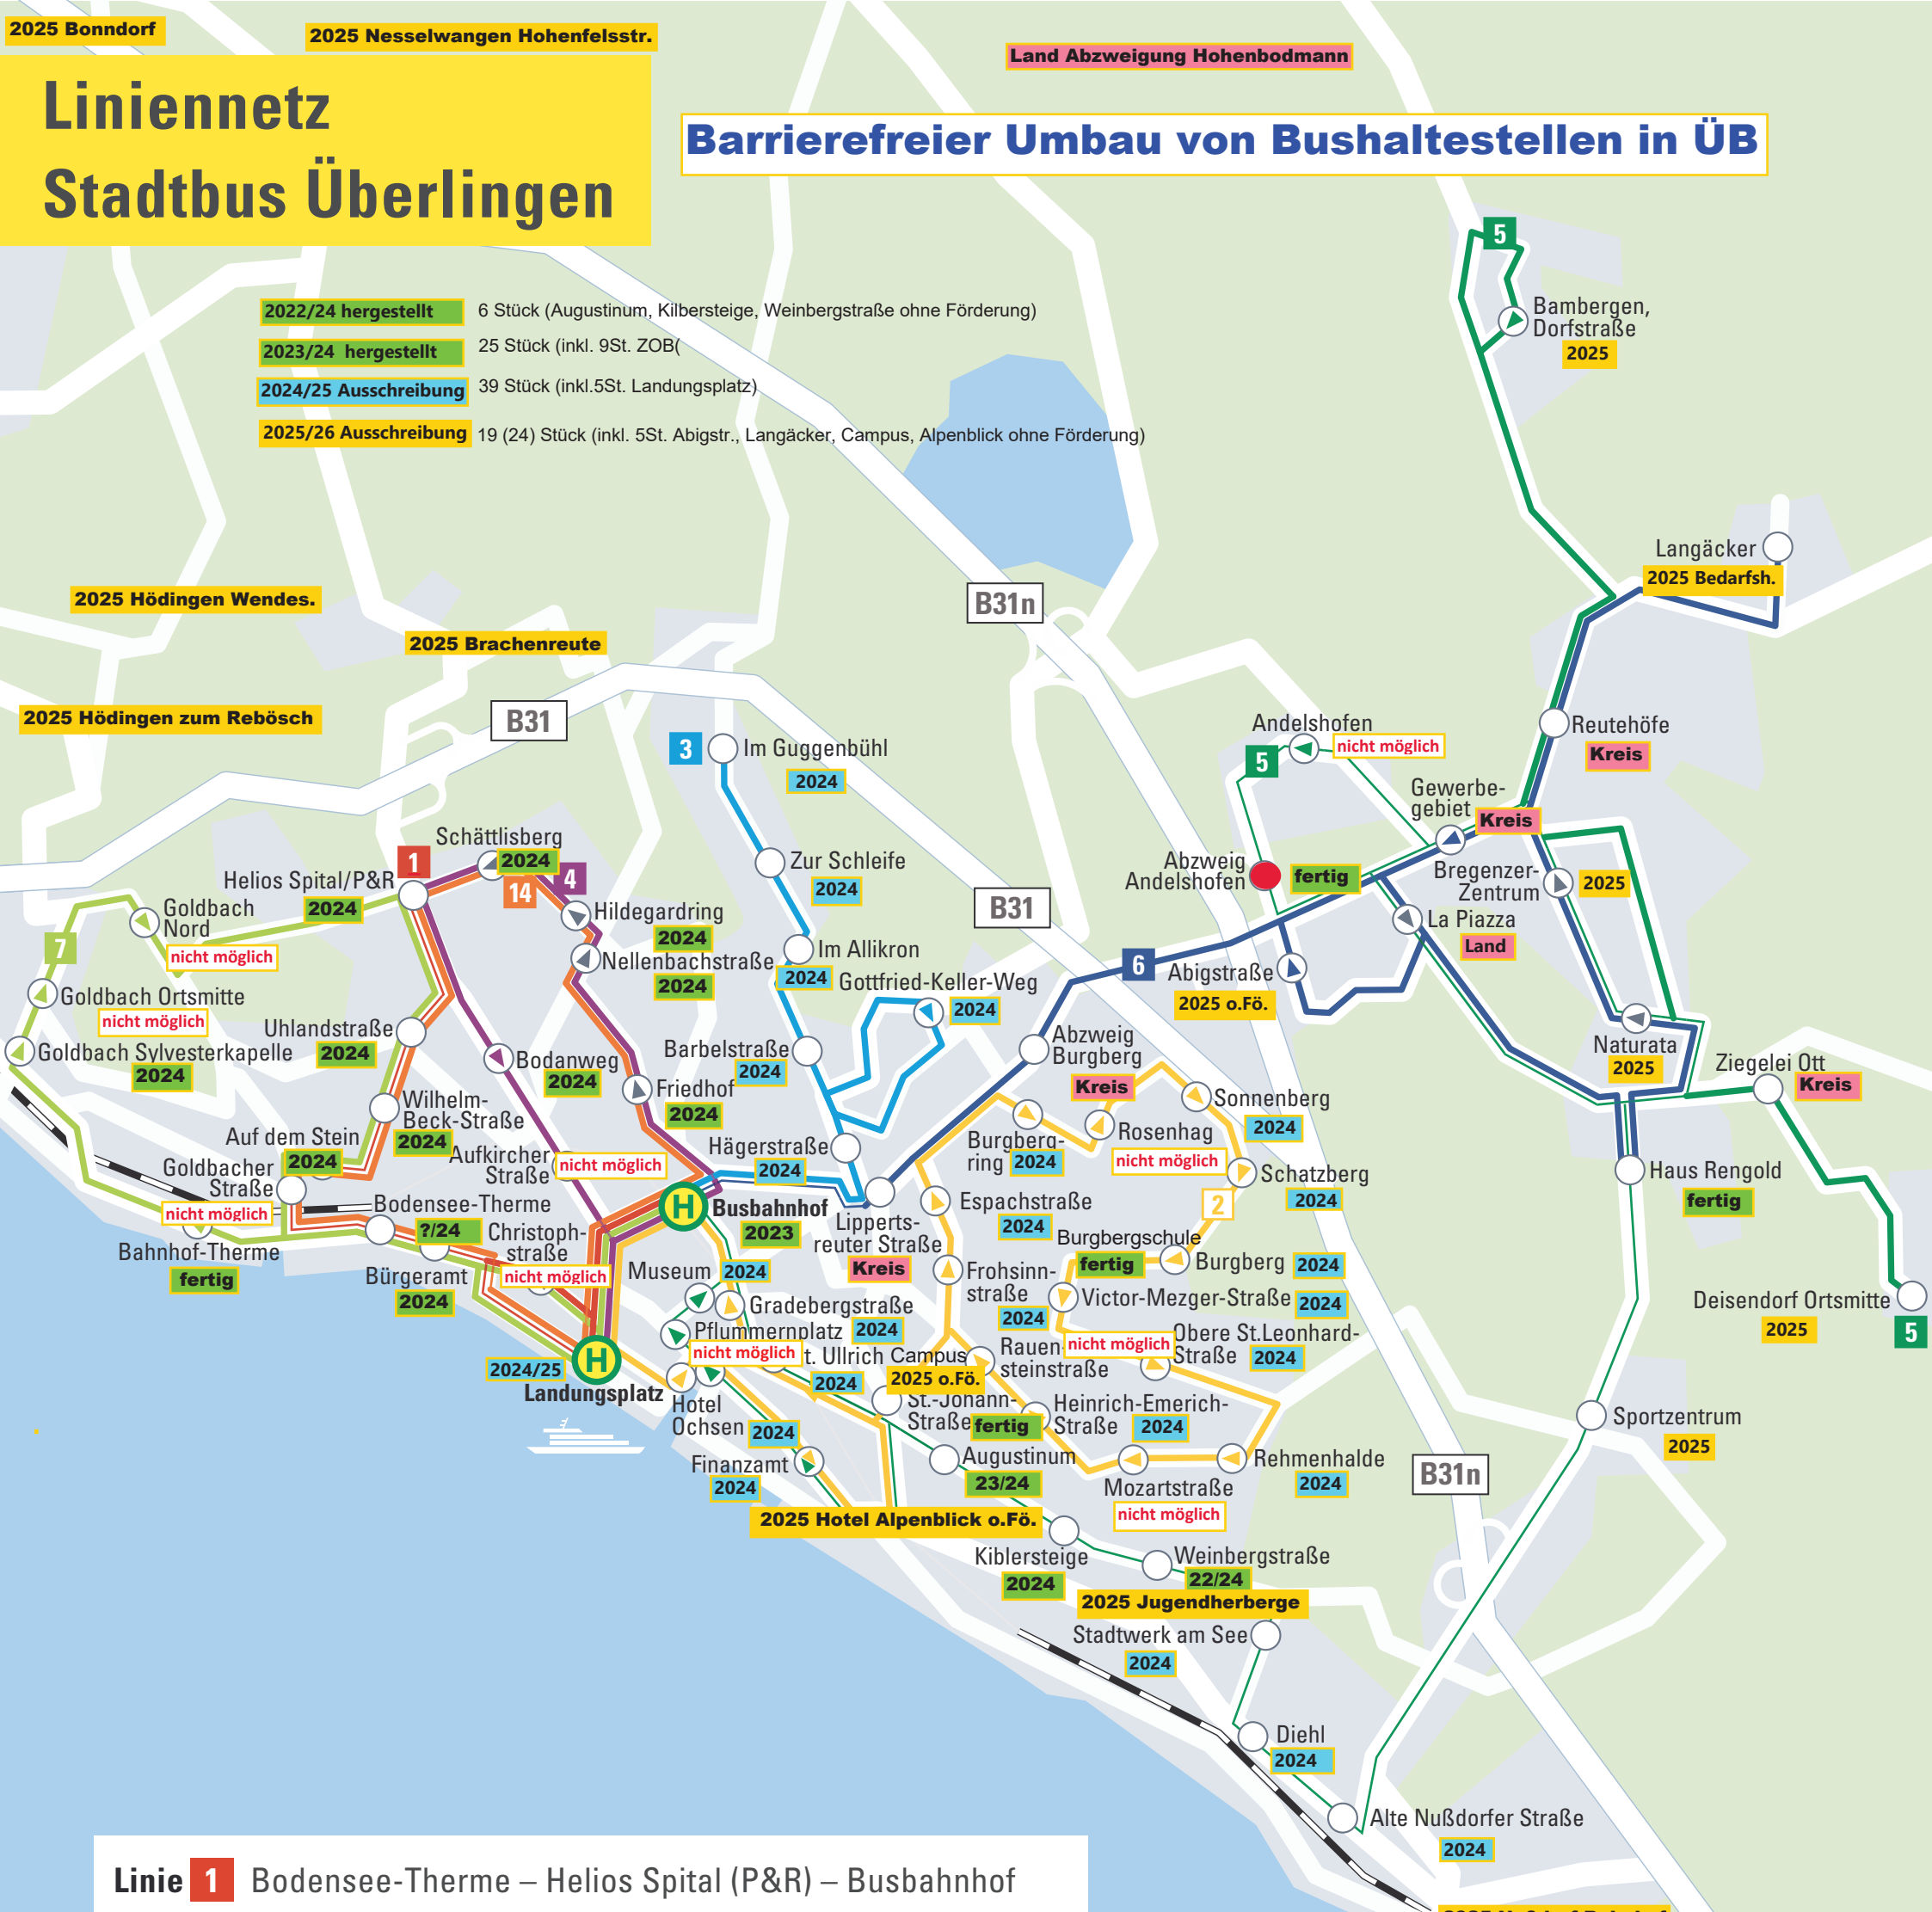 2025 Bonndorf
2025 Nesselwangen Hohenfelsstr.
Land Abzweigung Hohenbodmann
Liniennetz
Stadtbus Überlingen
Barrierefreier Umbau von Bushaltestellen in ÜB
2022/24 hergestellt
6 Stück (Augustinum, Kilbersteige, Weinbergstraße ohne Förderung)
2023/24 hergestellt
25 Stück (inkl. 9St. ZOB(
2024/25 Ausschreibung
39 Stück (inkl.5St. Landungsplatz)
2025/26 Ausschreibung
19 (24) Stück (inkl. 5St. Abigstr., Langäcker, Campus, Alpenblick ohne Förderung)
5
Bambergen,
Dorfstraße
2025
Langäcker
2025 Bedarfsh.
B31n
2025 Hödingen Wendes.
2025 Brachenreute
2025 Hödingen zum Rebösch
B31
3
Im Guggenbühl
2024
Andelshofen
nicht möglich
5
Reutehöfe
Kreis
Gewerbe-
gebiet
Kreis
Schättlisberg
2024
1
14
4
Helios Spital/P&R
2024
Zur Schleife
2024
Abzweig
Andelshofen
fertig
Bregenzer-
Zentrum
2025
B31
La Piazza
Land
Goldbach
Nord
nicht möglich
7
Hildegardring
2024
Nellenbachstraße
2024
Im Allikron
2024
Gottfried-Keller-Weg
2024
6
Abigstraße
2025 o.Fö.
Goldbach Ortsmitte
nicht möglich
Goldbach Sylvesterkapelle
2024
Uhlandstraße
2024
Bodanweg
2024
Barbelstraße
2024
Abzweig
Burgberg
Kreis
Naturata
2025
Ziegelei Ott
Kreis
Friedhof
2024
Wilhelm-
Beck-Straße
2024
Sonnenberg
2024
Rosenhag
nicht möglich
Burgberg-
ring
2024
Auf dem Stein
2024
Aufkircher
Straße
nicht möglich
Hägerstraße
2024
Goldbacher
Straße
nicht möglich
Schatzberg
2024
2
Haus Rengold
fertig
Bodensee-Therme
?/24
Christoph-
straße
nicht möglich
H
Busbahnhof
2023
Lipperts-
reuter Straße
Kreis
Espachstraße
2024
Burgbergschule
fertig
Burgberg
2024
Bahnhof-Therme
fertig
Bürgeramt
2024
Museum
2024
Frohsinn-
straße
2024
Victor-Mezger-Straße
2024
Gradebergstraße
2024
Pflummernplatz
nicht möglich
Deisendorf Ortsmitte
2025
5
2024/25
H
Landungsplatz
t. Ullrich
2024
Campus
2025 o.Fö.
Rauen-
steinstraße
nicht möglich
Obere St.Leonhard-
Straße
2024
Hotel
Ochsen
2024
St.-Johann-
Straße
fertig
Heinrich-Emerich-
Straße
2024
Sportzentrum
2025
Finanzamt
2024
Augustinum
23/24
Rehmenhalde
2024
Mozartstraße
nicht möglich
B31n
2025 Hotel Alpenblick o.Fö.
Kiblersteige
2024
Weinbergstraße
22/24
2025 Jugendherberge
Stadtwerk am See
2024
Diehl
2024
Alte Nußdorfer Straße
2024
Linie 1 Bodensee-Therme – Helios Spital (P&R) – Busbahnhof